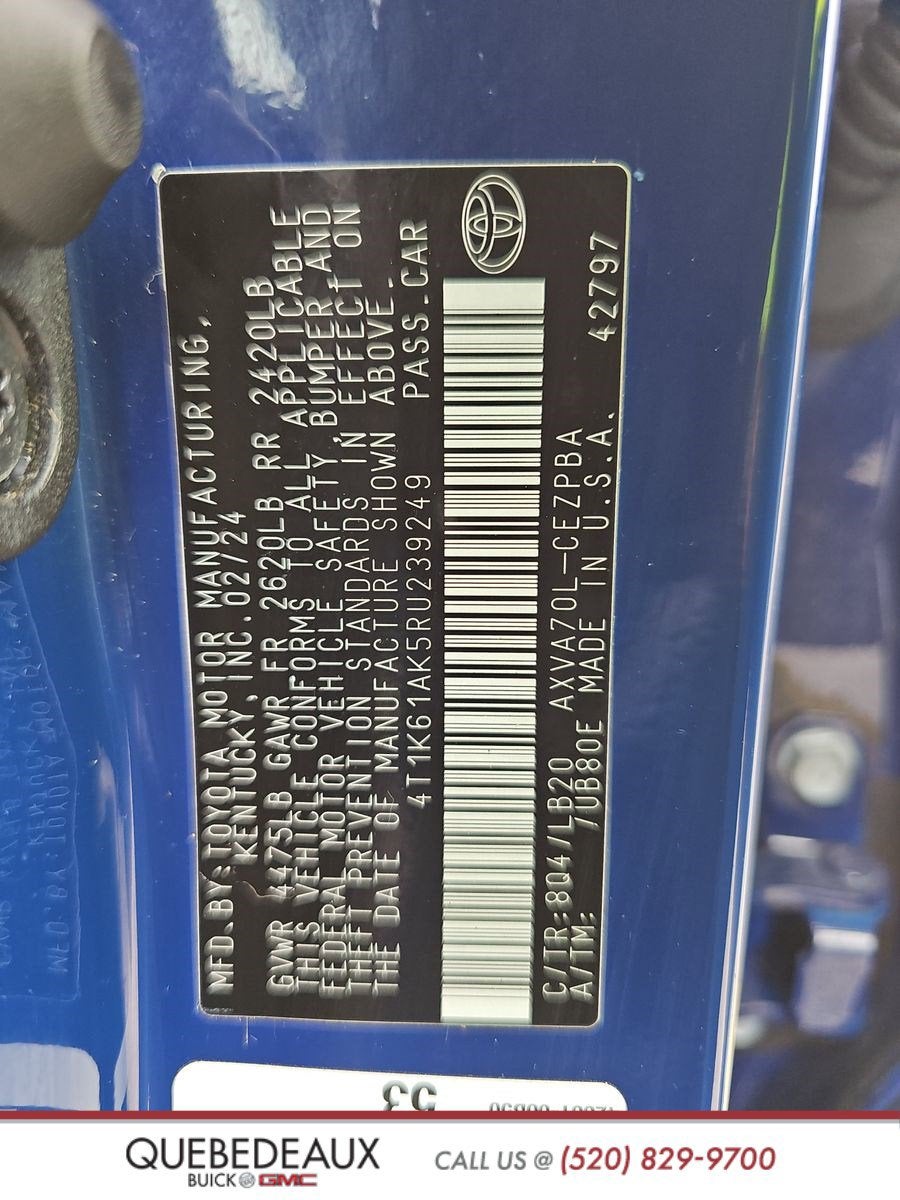 MFD.BY:TOYOTA MOTOR MANUFACTURING,
KENTUCKY, INC.02/24
GVWR 4475LB GAWR FR 2620LB RR 2420LB
THIS VEHICLE CONFORMS TO ALL APPLICABLE
FEDERAL MOTOR VEHICLE SAFETY, BUMPER AND
THEFT PREVENTION STANDARDS IN EFFECT ON
THE DATE OF MANUFACTURE SHOWN ABOVE.
4T1K61AK5RU239249 PASS.CAR
C/TR:8Q4/LB20 AXVA70L-CEZPBA
A/TM: /UB80E MADE IN U.S.A. 42797
53
QUEBEDEAUX
BUICK GMC
CALL US @ (520) 829-9700